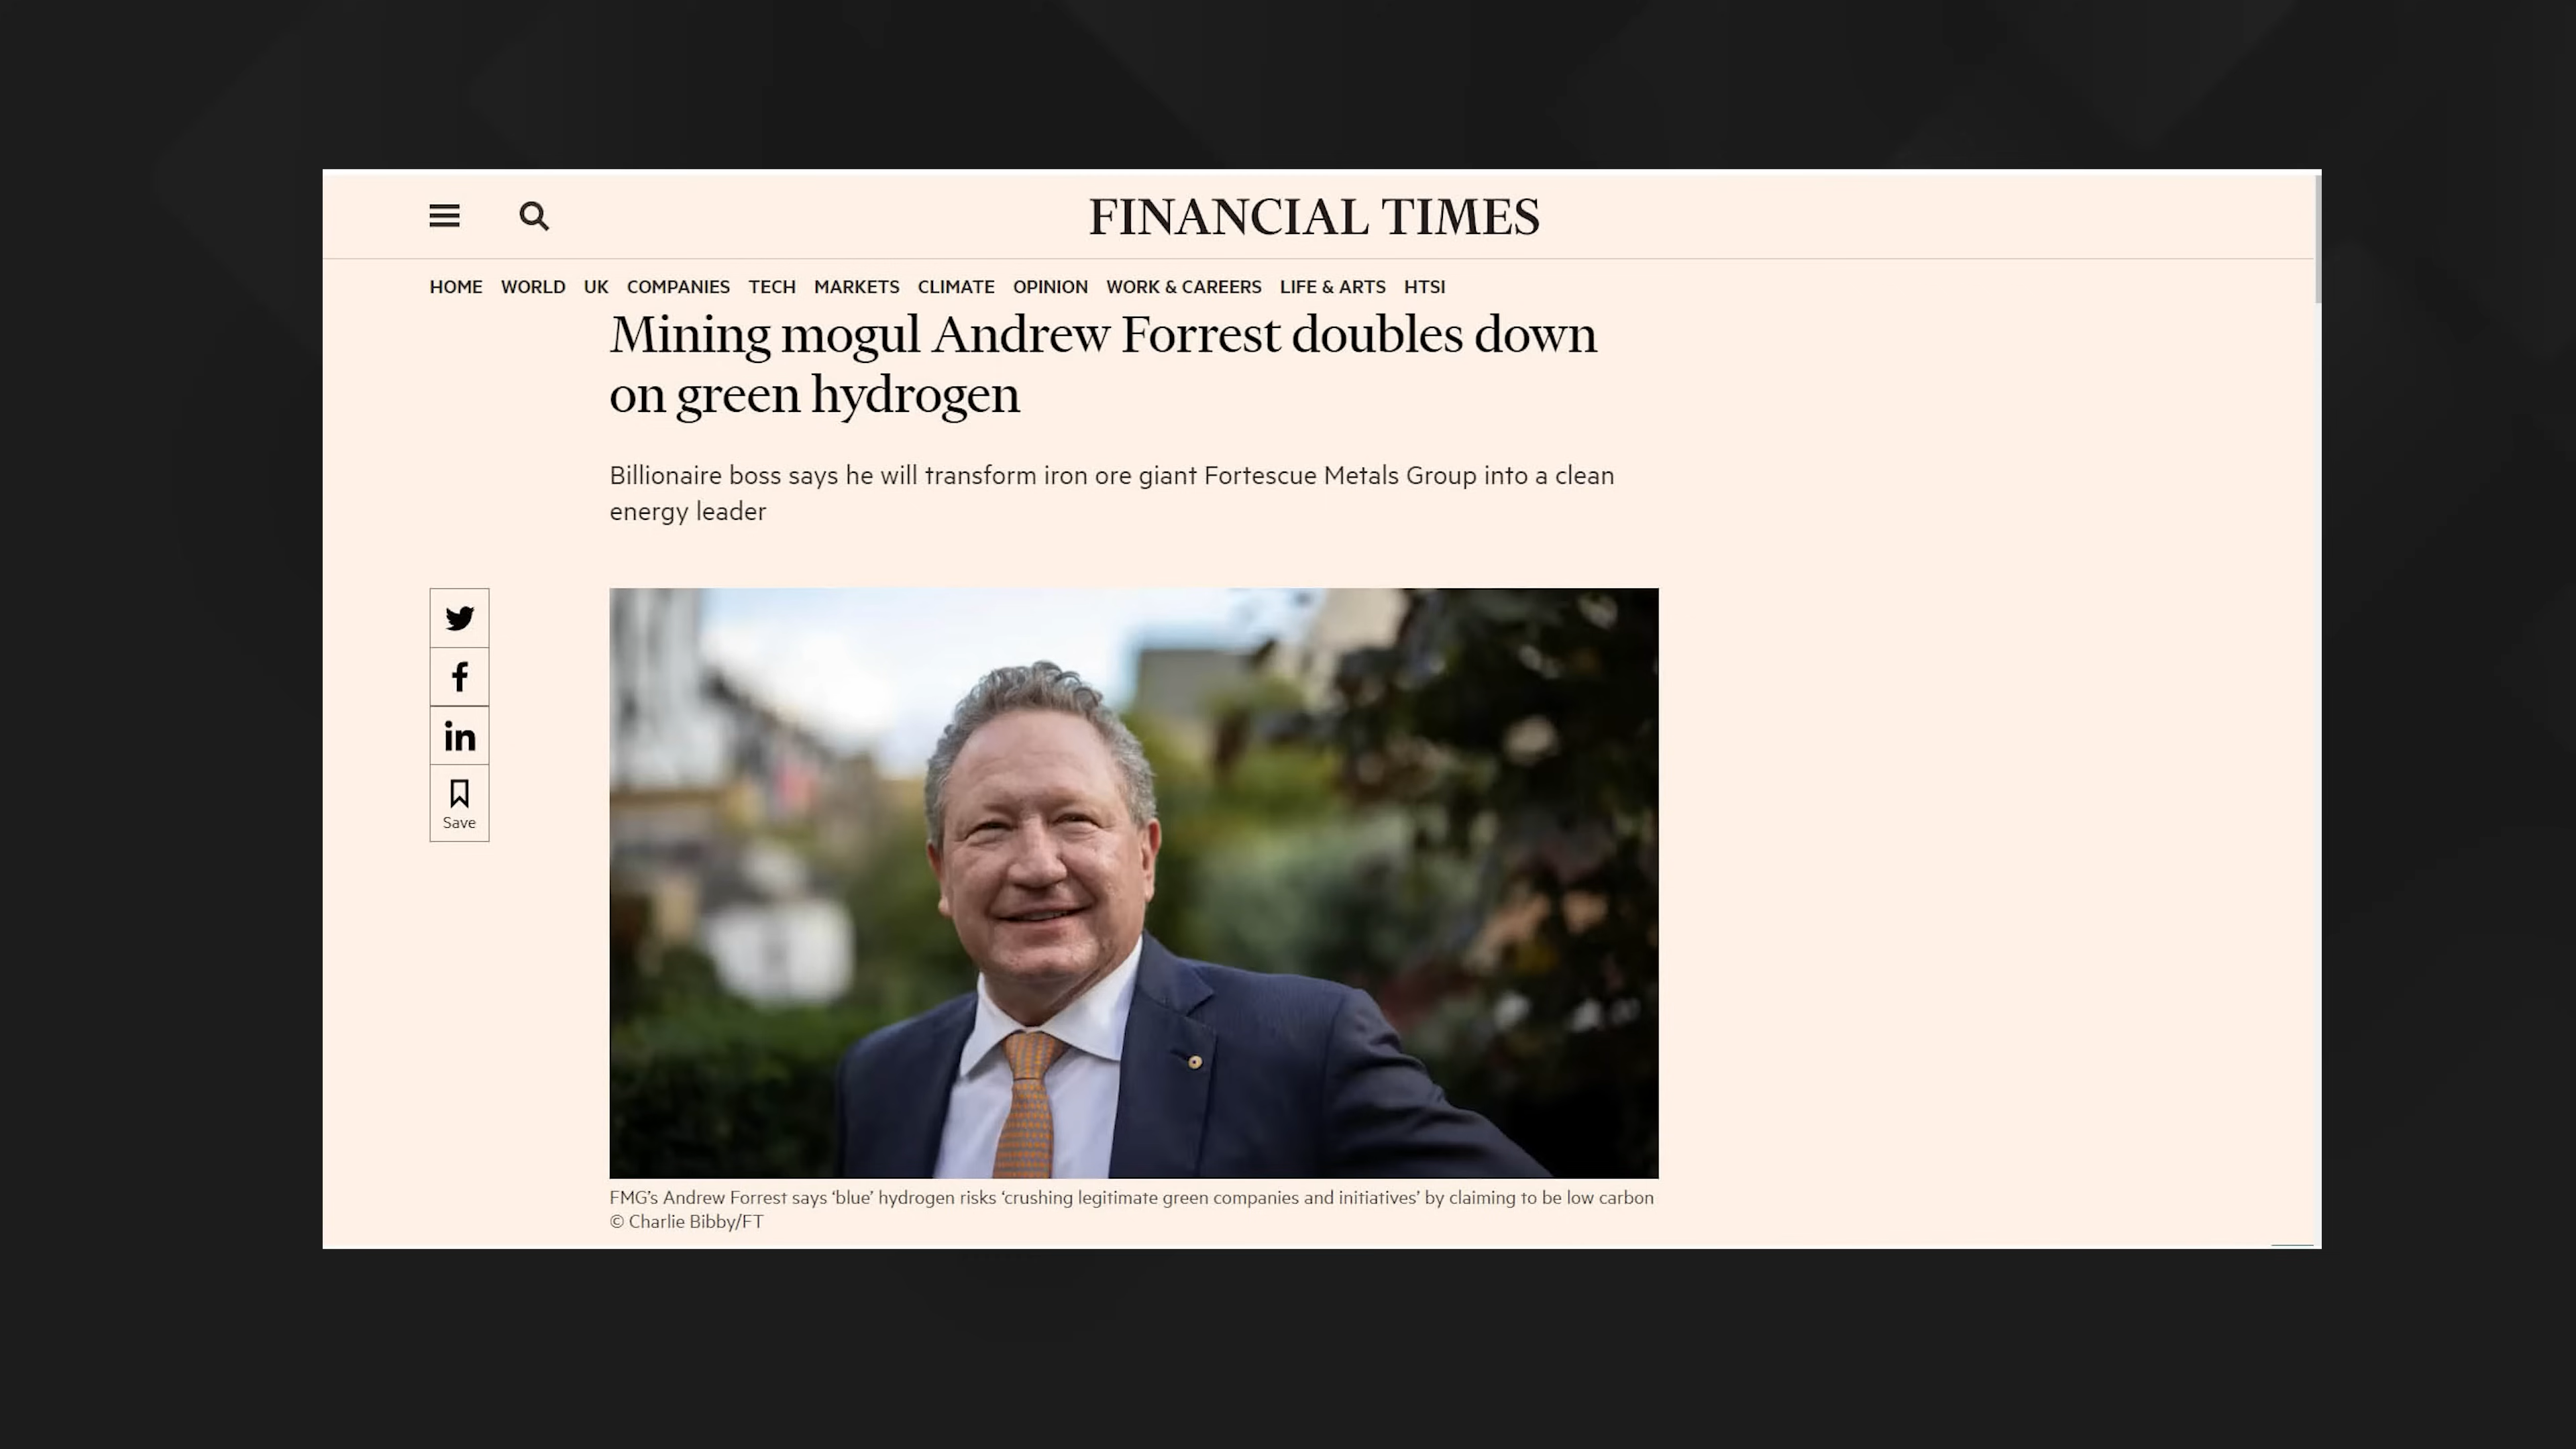 FINANCIAL TIMES
HOME WORLD UK COMPANIES TECH MARKETS CLIMATE OPINION WORK & CAREERS LIFE & ARTS HTSI
Mining mogul Andrew Forrest doubles down
on green hydrogen
Billionaire boss says he will transform iron ore giant Fortescue Metals Group into a clean
energy leader
Save
FMG’s Andrew Forrest says ‘blue’ hydrogen risks ‘crushing legitimate green companies and initiatives’ by claiming to be low carbon
© Charlie Bibby/FT